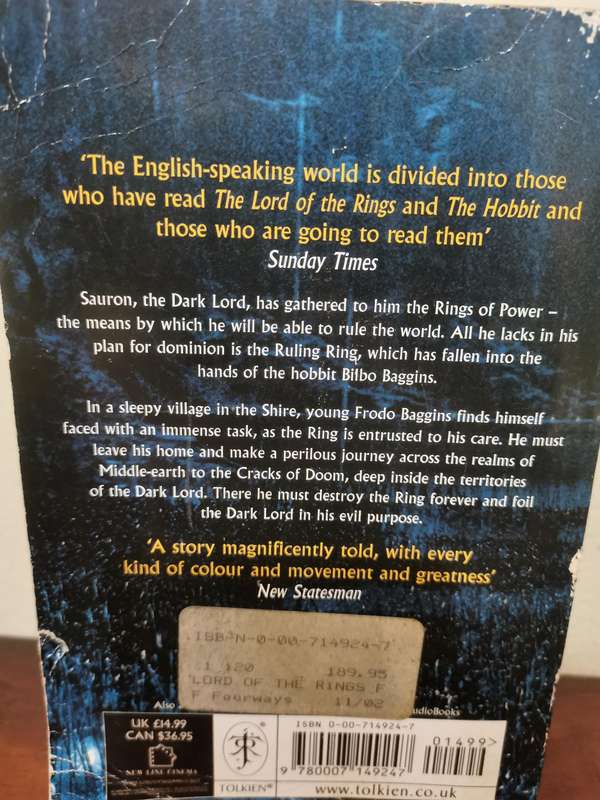 ‘The English-speaking world is divided into those
who have read The Lord of the Rings and The Hobbit and
those who are going to read them’
Sunday Times
Sauron, the Dark Lord, has gathered to him the Rings of Power –
the means by which he will be able to rule the world. All he lacks in his
plan for dominion is the Ruling Ring, which has fallen into the
hands of the hobbit Bilbo Baggins.
In a sleepy village in the Shire, young Frodo Baggins finds himself
faced with an immense task, as the Ring is entrusted to his care. He must
leave his home and make a perilous journey across the realms of
Middle-earth to the Cracks of Doom, deep inside the territories
of the Dark Lord. There he must destroy the Ring forever and foil
the Dark Lord in his evil purpose.
‘A story magnificently told, with every
kind of colour and movement and greatness’
New Statesman
ISBN-0-00-714924-7
189.95
LORD OF THE RINGS F
F Fourways 11/02
Also AudioBooks
UK £14.99
CAN $36.95
NEW LINE CINEMA
TOLKIEN®
ISBN 0-00-714924-7
01499>
9 780007 149247
www.tolkien.co.uk